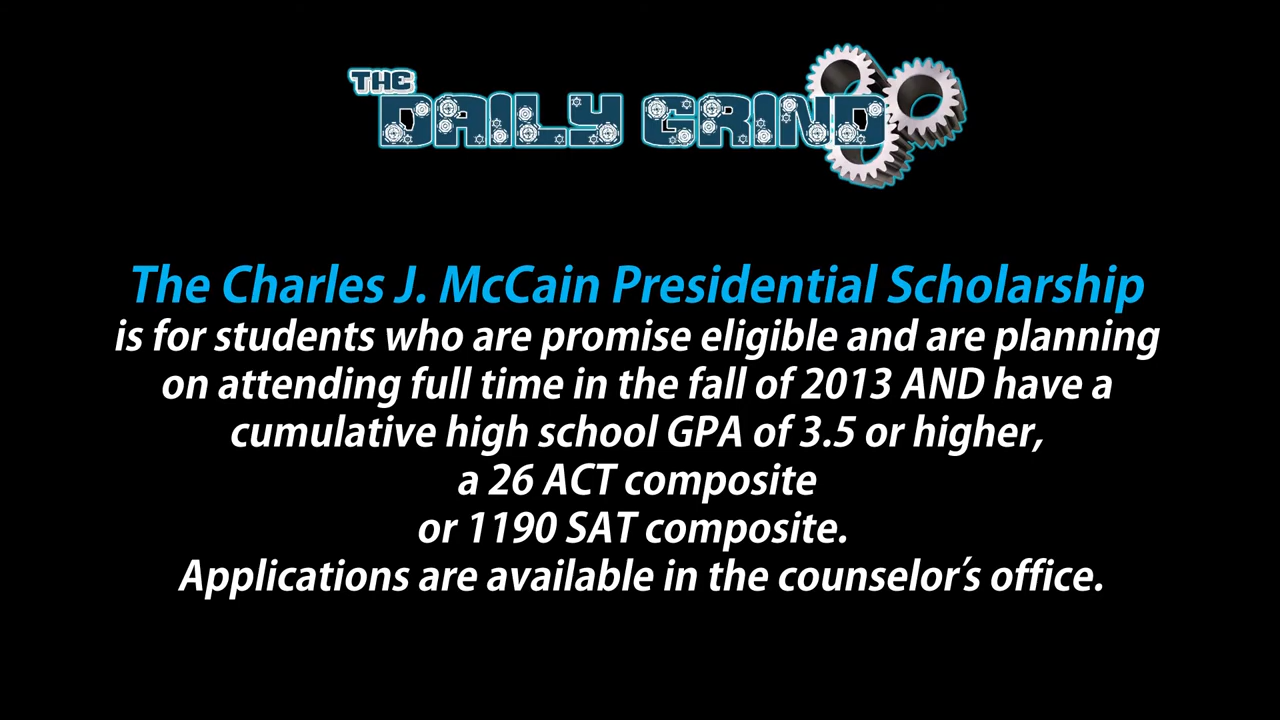 THE
DAILY GRIND
The Charles J. McCain Presidential Scholarship
is for students who are promise eligible and are planning
on attending full time in the fall of 2013 AND have a
cumulative high school GPA of 3.5 or higher,
a 26 ACT composite
or 1190 SAT composite.
Applications are available in the counselor's office.